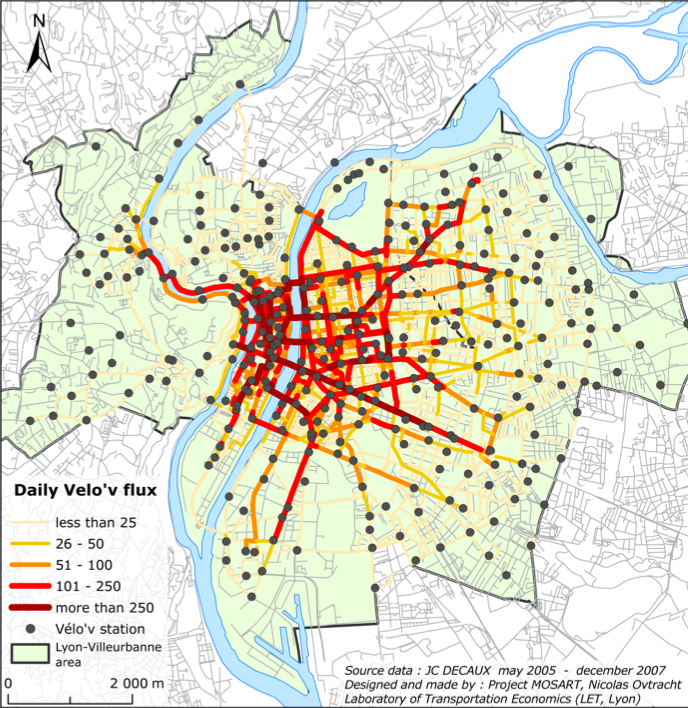 N
Daily Velo'v flux
less than 25
26 - 50
51 - 100
101 - 250
more than 250
Vélo'v station
Lyon-Villeurbanne
area
0 2 000 m
Source data : JC DECAUX may 2005 - december 2007
Designed and made by : Project MOSART, Nicolas Ovtracht
Laboratory of Transportation Economics (LET, Lyon)